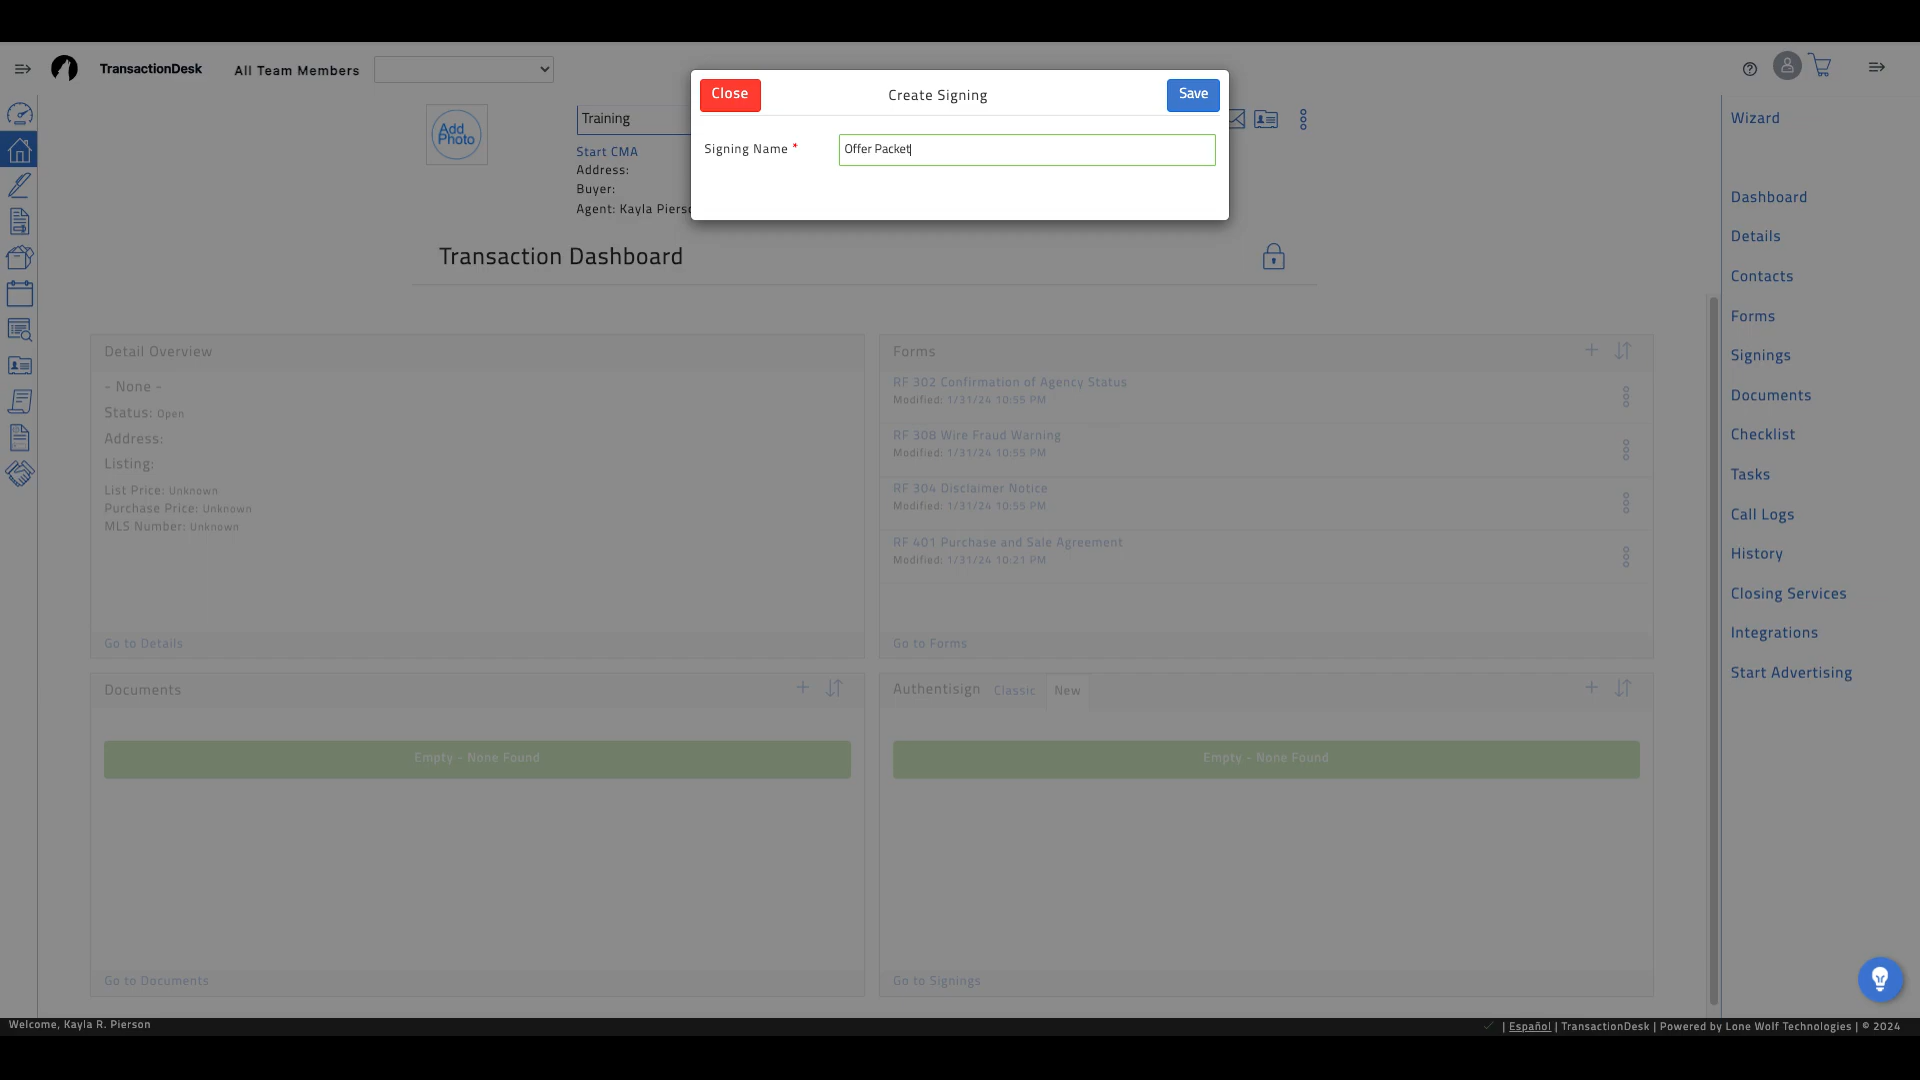 TransactionDesk
All Team Members
Close
Create Signing
Save
Signing Name *
Offer Packet
Add
Photo
Training
Start CMA
Address:
Buyer:
Agent: Kayla Pierso
Transaction Dashboard
Detail Overview
- None -
Status: Open
Address:
Listing:
List Price: Unknown
Purchase Price: Unknown
MLS Number: Unknown
Go to Details
Forms
RF 302 Confirmation of Agency Status
Modified: 1/31/24 10:55 PM
RF 308 Wire Fraud Warning
Modified: 1/31/24 10:55 PM
RF 304 Disclaimer Notice
Modified: 1/31/24 10:55 PM
RF 401 Purchase and Sale Agreement
Modified: 1/31/24 10:21 PM
Go to Forms
Documents
Empty - None Found
Go to Documents
Authentisign Classic New
Empty - None Found
Go to Signings
Wizard
Dashboard
Details
Contacts
Forms
Signings
Documents
Checklist
Tasks
Call Logs
History
Closing Services
Integrations
Start Advertising
Welcome, Kayla R. Pierson
| Español | TransactionDesk | Powered by Lone Wolf Technologies | © 2024